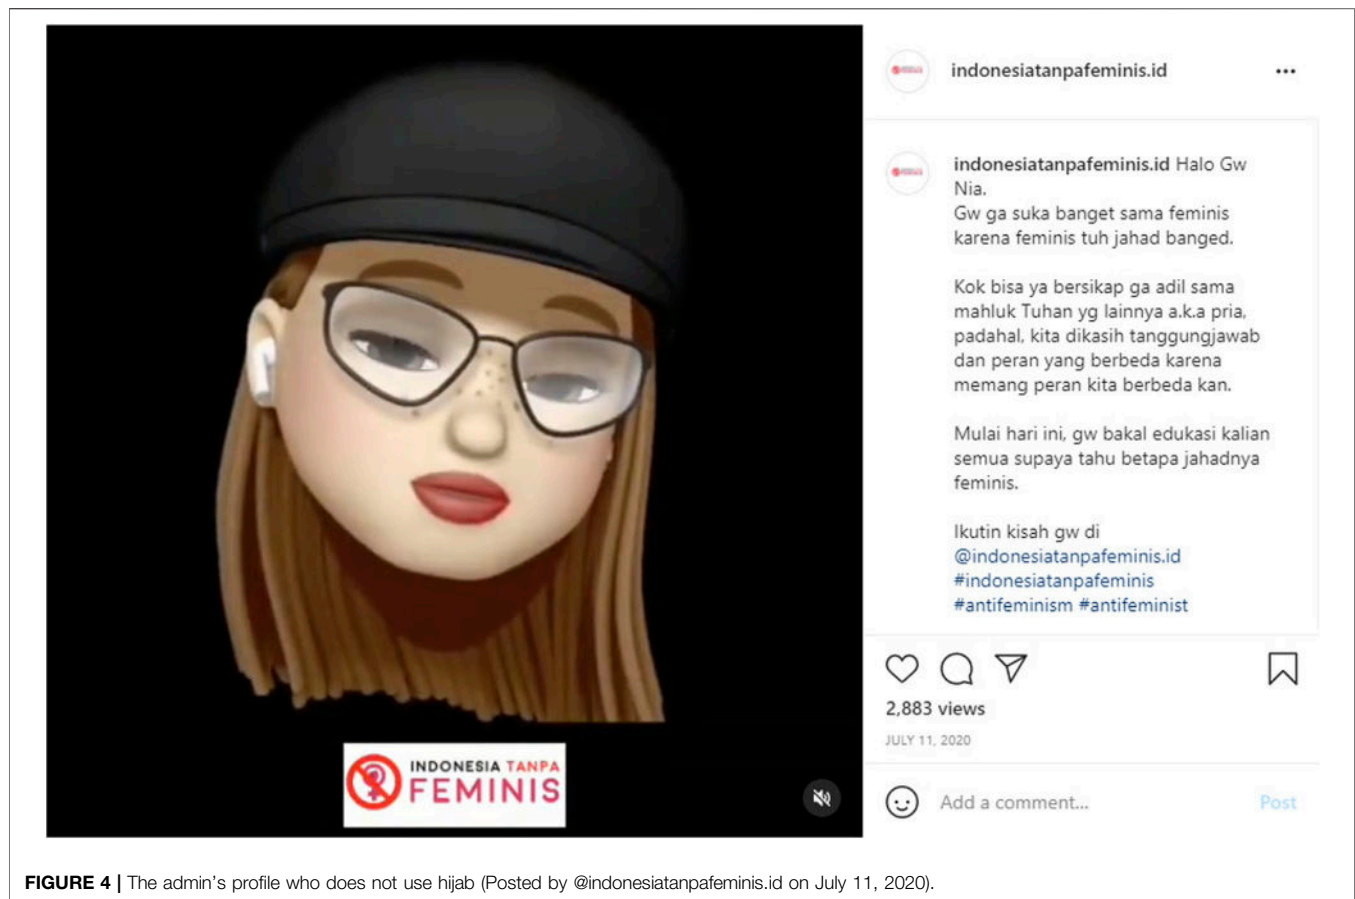 indonesiatanpafeminis.id
indonesiatanpafeminis.id Halo Gw
Nia.
Gw ga suka banget sama feminis
karena feminis tuh jahad banged.
Kok bisa ya bersikap ga adil sama
mahluk Tuhan yg lainnya a.k.a pria,
padahal, kita dikasih tanggungjawab
dan peran yang berbeda karena
memang peran kita berbeda kan.
Mulai hari ini, gw bakal edukasi kalian
semua supaya tahu betapa jahadnya
feminis.
Ikutin kisah gw di
@indonesiatanpafeminis.id
#indonesiatanpafeminis
#antifeminism #antifeminist
2,883 views
JULY 11, 2020
Add a comment... Post
INDONESIA TANPA
FEMINIS
FIGURE 4 | The admin's profile who does not use hijab (Posted by @indonesiatanpafeminis.id on July 11, 2020).